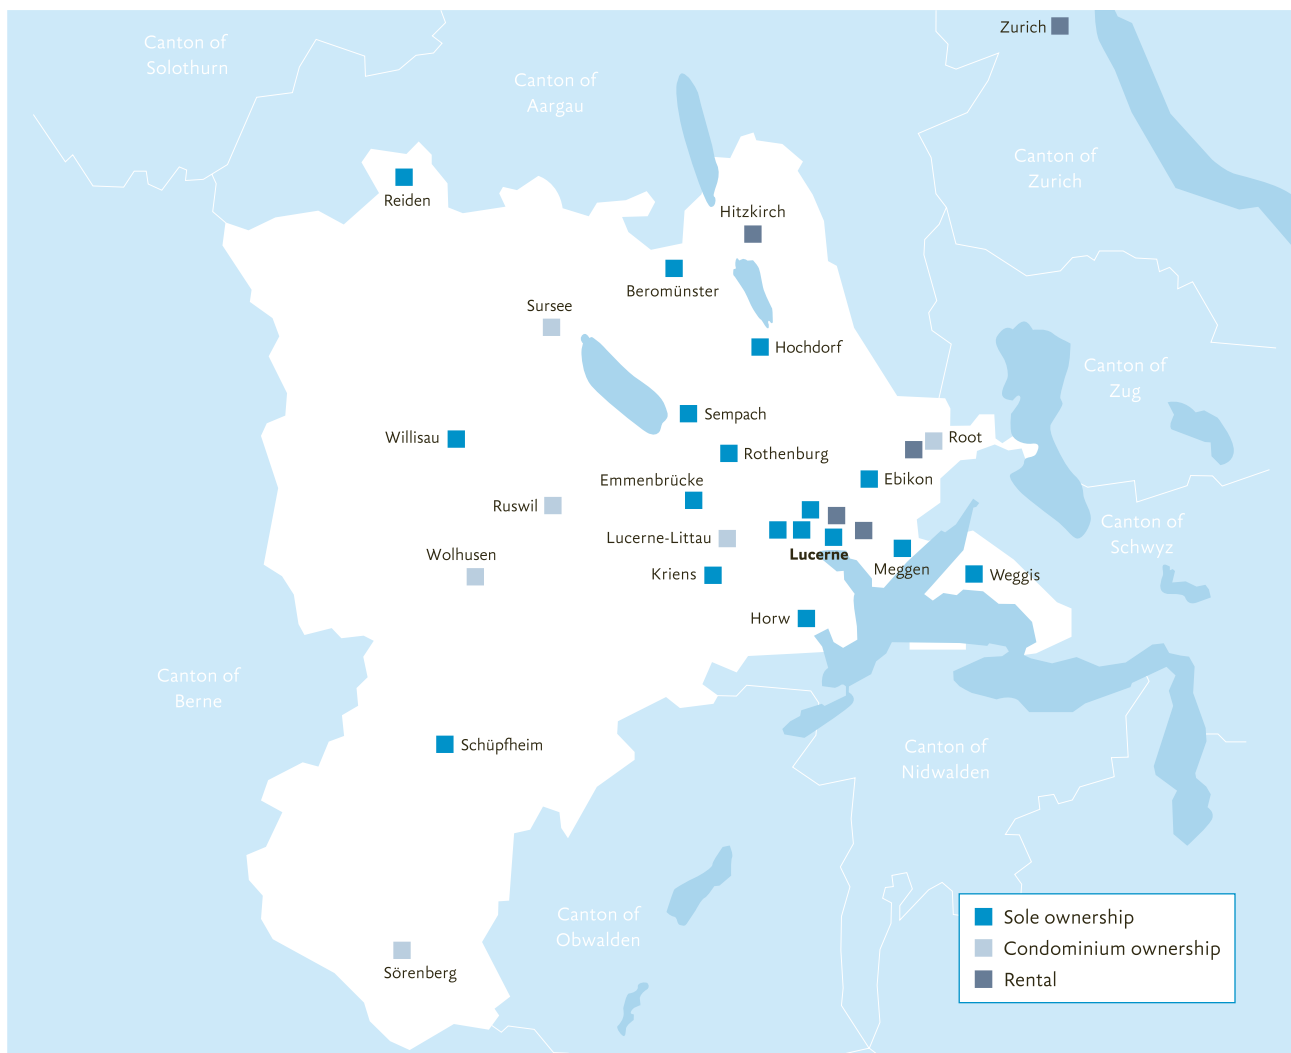 Zurich
Canton of
Solothurn
Canton of
Aargau
Canton of
Zurich
Reiden
Hitzkirch
Beromünster
Sursee
Hochdorf
Canton of
Zug
Sempach
Willisau
Root
Rothenburg
Emmenbrücke
Ebikon
Ruswil
Canton of
Schwyz
Lucerne-Littau
Wolhusen
Lucerne
Meggen
Kriens
Weggis
Horw
Canton of
Berne
Schüpfheim
Canton of
Nidwalden
Canton of
Obwalden
Sörenberg
Sole ownership
Condominium ownership
Rental